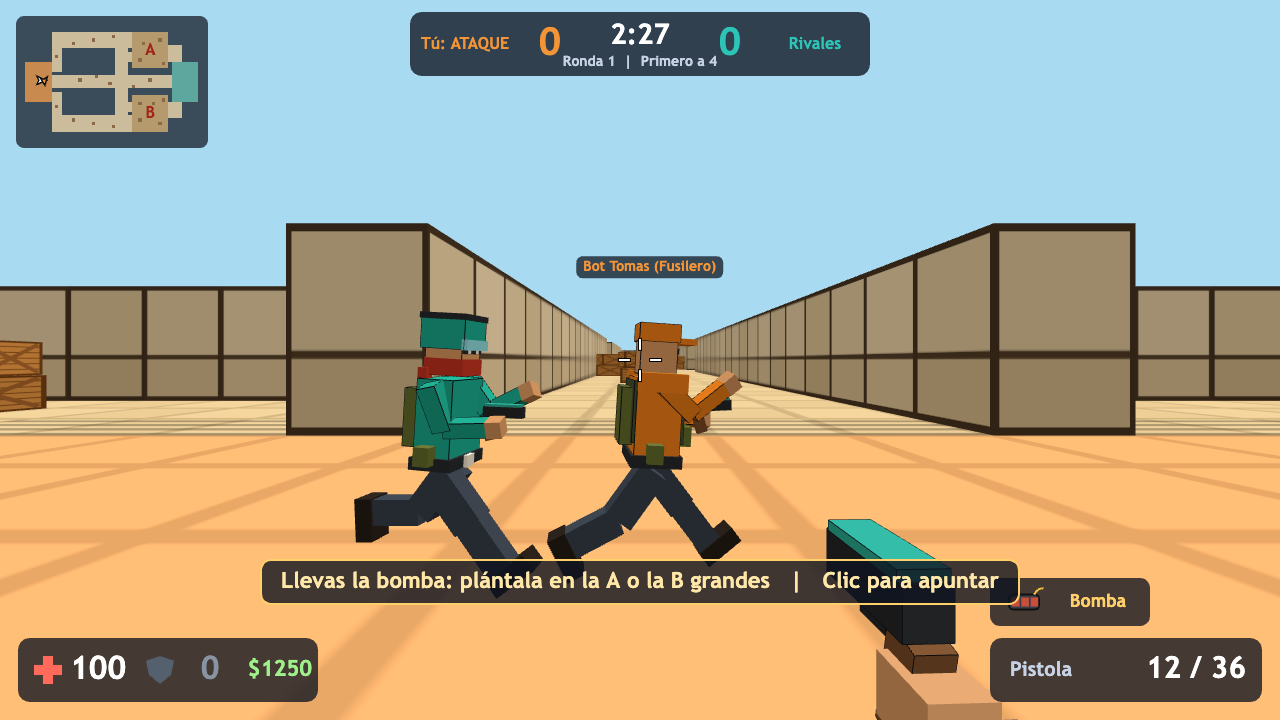 A
B
Tú: ATAQUE
0
2:27
0
Rivales
Ronda 1 | Primero a 4
Bot Tomas (Fusilero)
Llevas la bomba: plántala en la A o la B grandes | Clic para apuntar
Bomba
100
0
$1250
Pistola
12 / 36